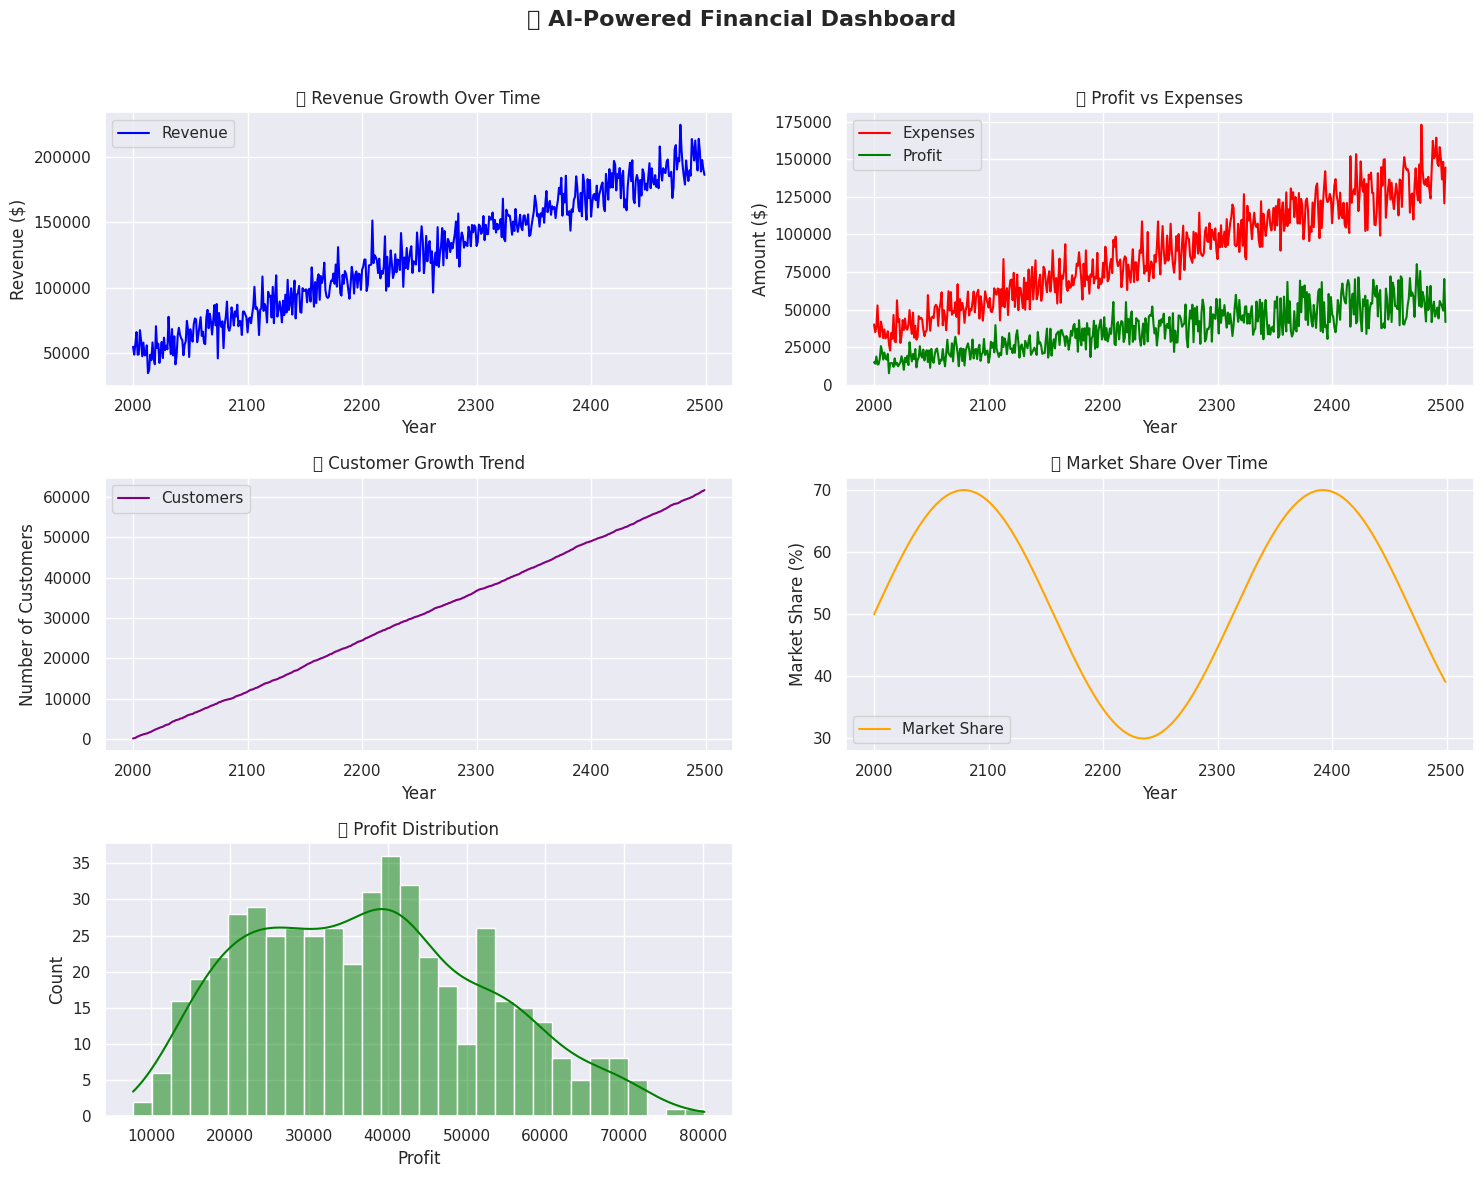 AI-Powered Financial Dashboard
Revenue Growth Over Time
Revenue
200000
150000
100000
50000
Revenue ($)
2000 2100 2200 2300 2400 2500
Year
Profit vs Expenses
Expenses
Profit
175000
150000
125000
100000
75000
50000
25000
0
Amount ($)
2000 2100 2200 2300 2400 2500
Year
Customer Growth Trend
Customers
60000
50000
40000
30000
20000
10000
0
Number of Customers
2000 2100 2200 2300 2400 2500
Year
Market Share Over Time
70
60
50
40
30
Market Share (%)
Market Share
2000 2100 2200 2300 2400 2500
Year
Profit Distribution
35
30
25
20
15
10
5
0
Count
10000 20000 30000 40000 50000 60000 70000 80000
Profit